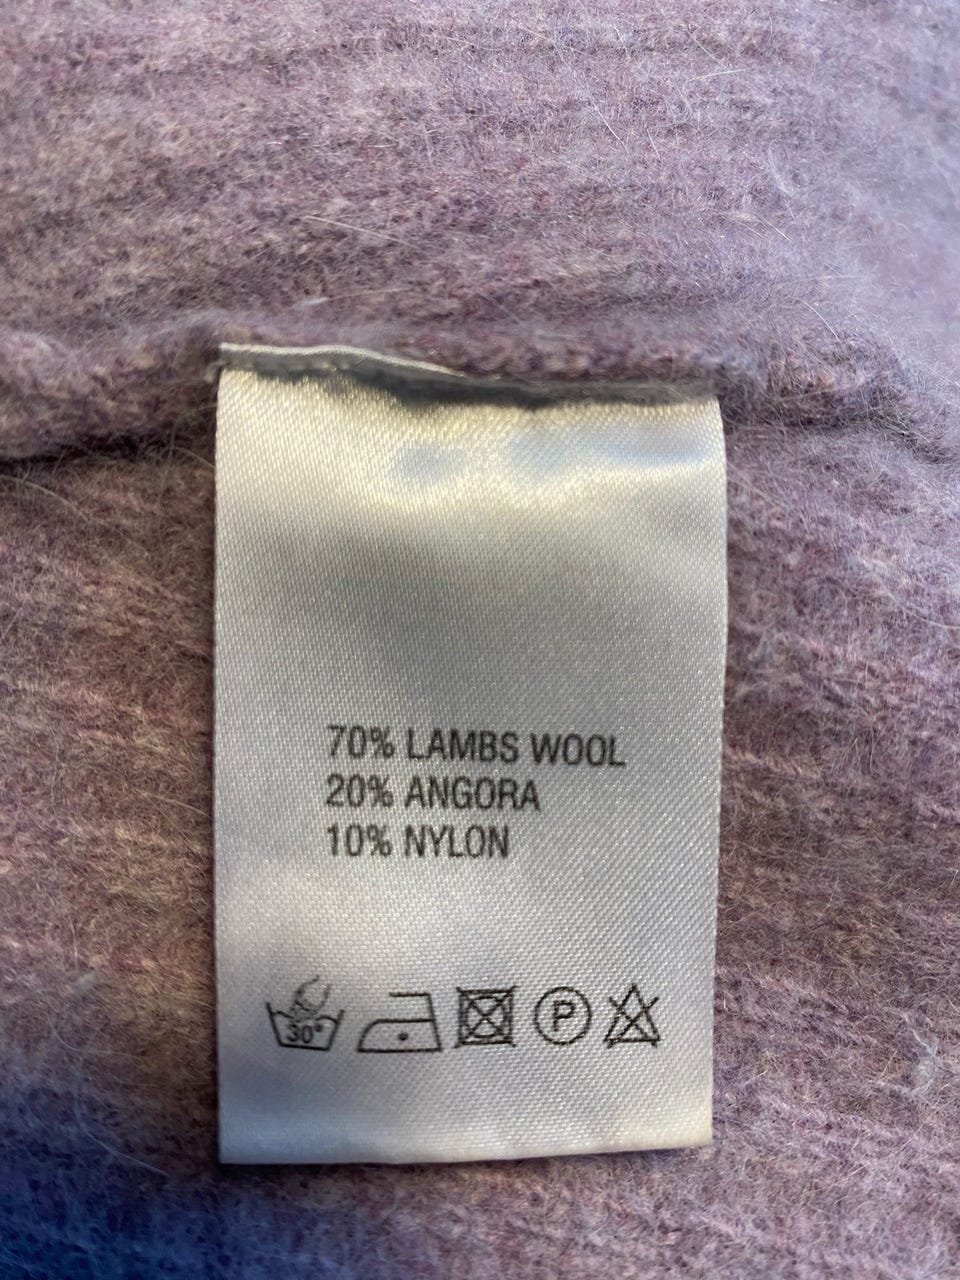 70% LAMBS WOOL
20% ANGORA
10% NYLON
30° P